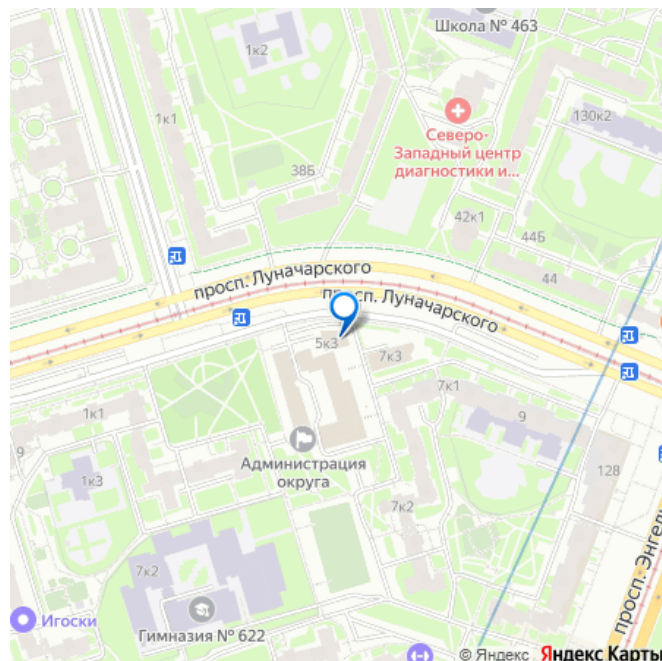 Школа № 463
1к2
1к1
130к2
Северо-
Западный центр
диагностики и...
38Б
42к1
44Б
44
просп. Луначарского
просп. Луначарского
5к3
7к3
7к1
9
1к1
9
Администрация
округа
128
1к3
7к2
7к2
просп. Энгель
Игоски
Гимназия № 622
© Яндекс Яндекс Карты